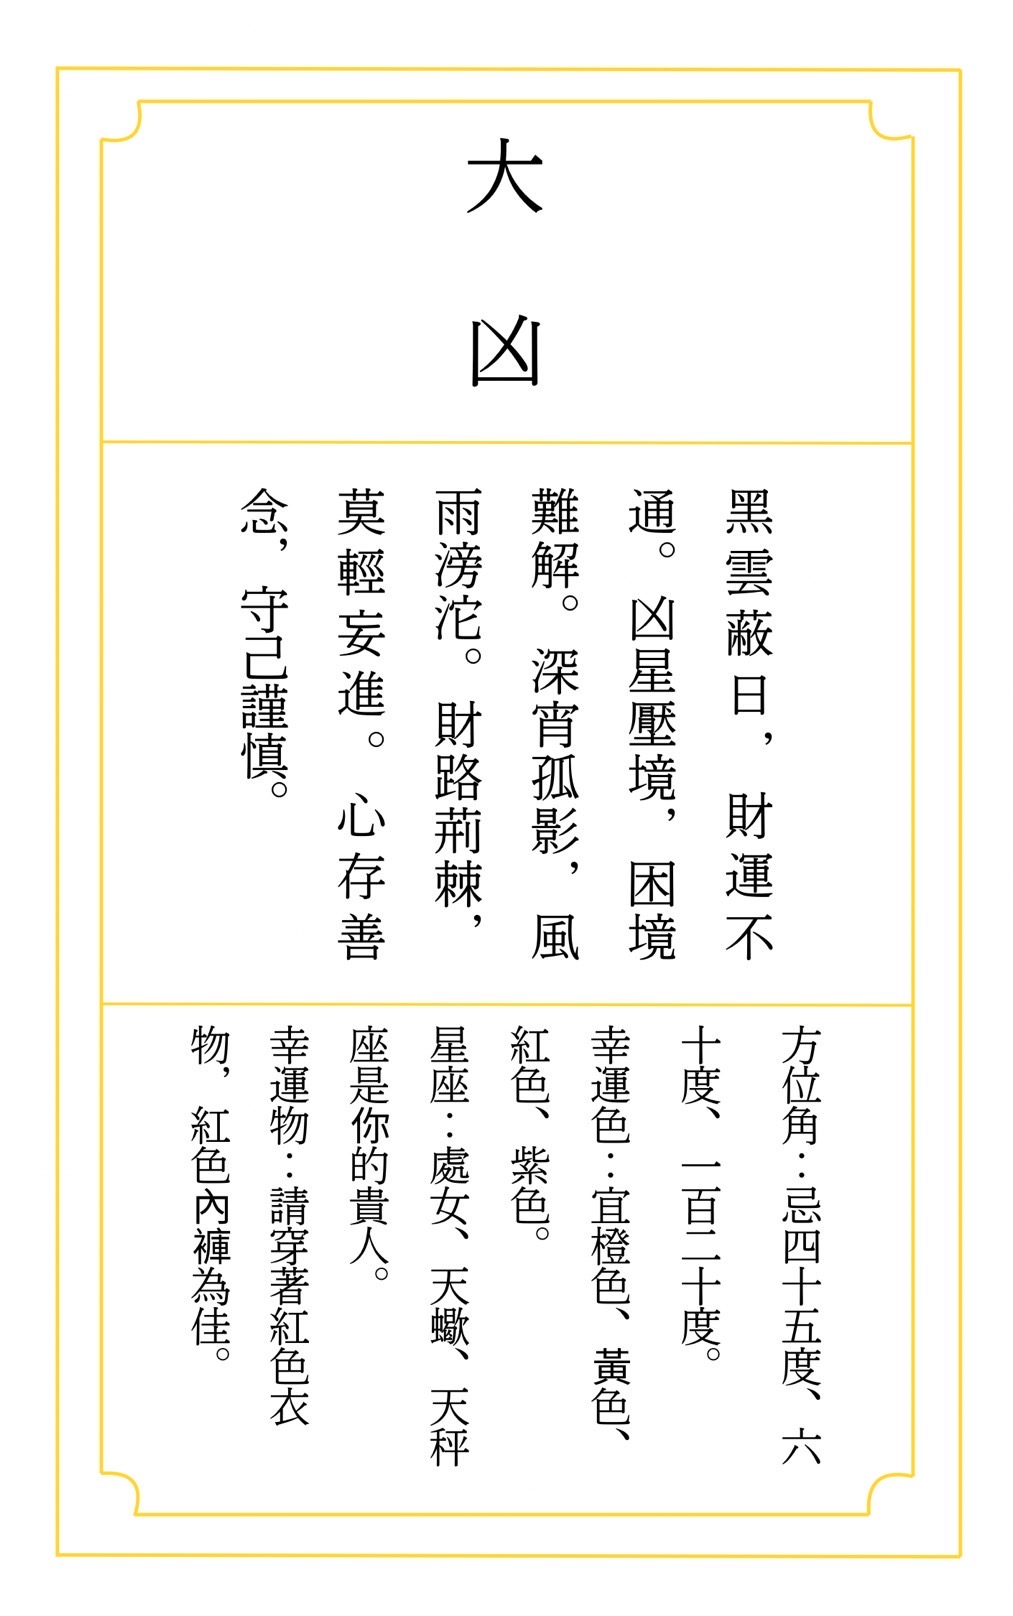 大凶
黑雲蔽日，財運不
通。凶星壓境，困境
難解。深宵孤影，風
雨滂沱。財路荊棘，
莫輕妄進。心存善
念，守己謹慎。
方位角：忌四十五度、六
十度、一百二十度。
幸運色：宜橙色、黃色、
紅色、紫色。
星座：處女、天蠍、天秤
座是你的貴人。
幸運物：請穿著紅色衣
物，紅色內褲為佳。